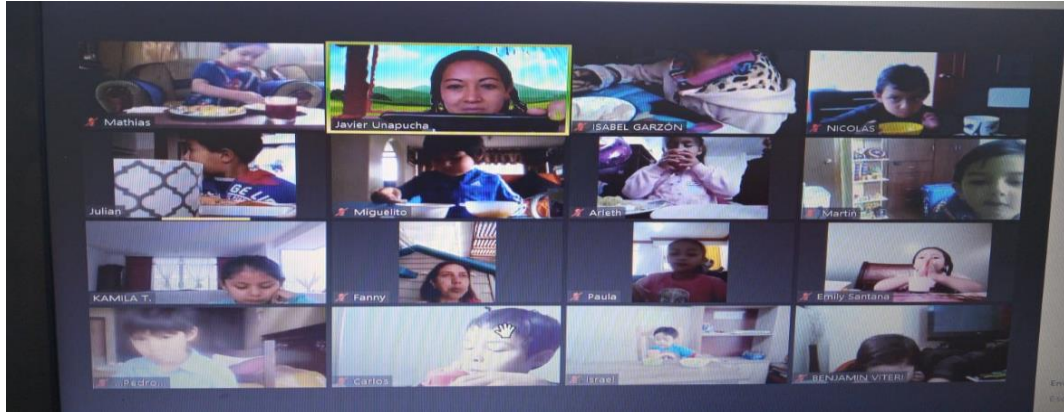 Mathias
Javier Unapucha
ISABEL GARZÓN
NICOLAS
Julian
Miguelito
Arieth
Martin
KAMILA T.
Fanny
Paula
Emily Santana
Pedro
Carlos
Israel
BENJAMIN VITERI